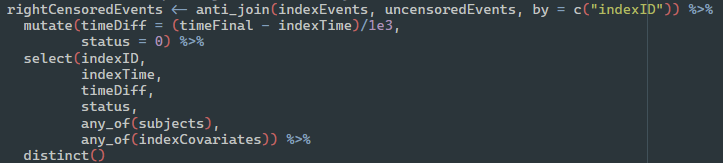 rightCensoredEvents <- anti_join(indexEvents, uncensoredEvents, by = c("indexID")) %>%
mutate(timeDiff = (timeFinal - indexTime)/1e3,
status = 0) %>%
select(indexID,
indexTime,
timeDiff,
status,
any_of(subjects),
any_of(indexCovariates)) %>%
distinct()